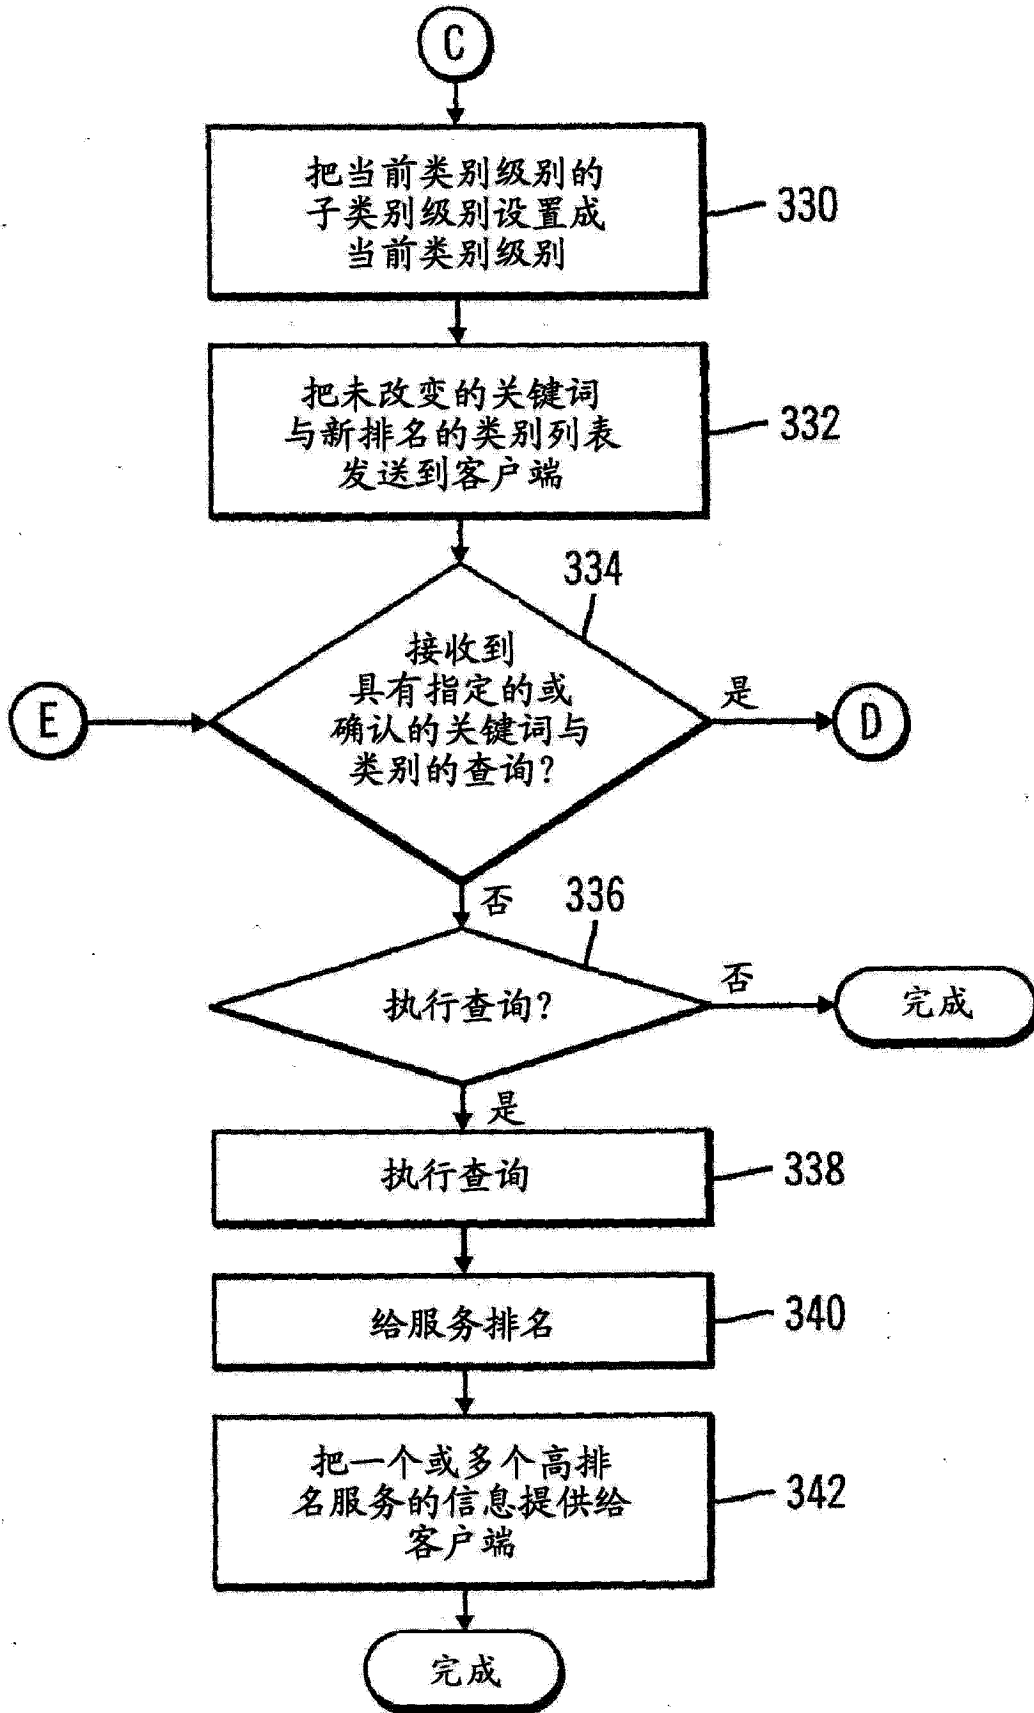 C
把当前类别级别的
子类别级别设置成
当前类别级别
330
把未改变的关键词
与新排名的类别列表
发送到客户端
332
334
接收到
具有指定的或
确认的关键词与
类别的查询？
E
是
D
否
336
执行查询？
否
完成
是
执行查询
338
给服务排名
340
把一个或多个高排
名服务的信息提供给
客户端
342
完成